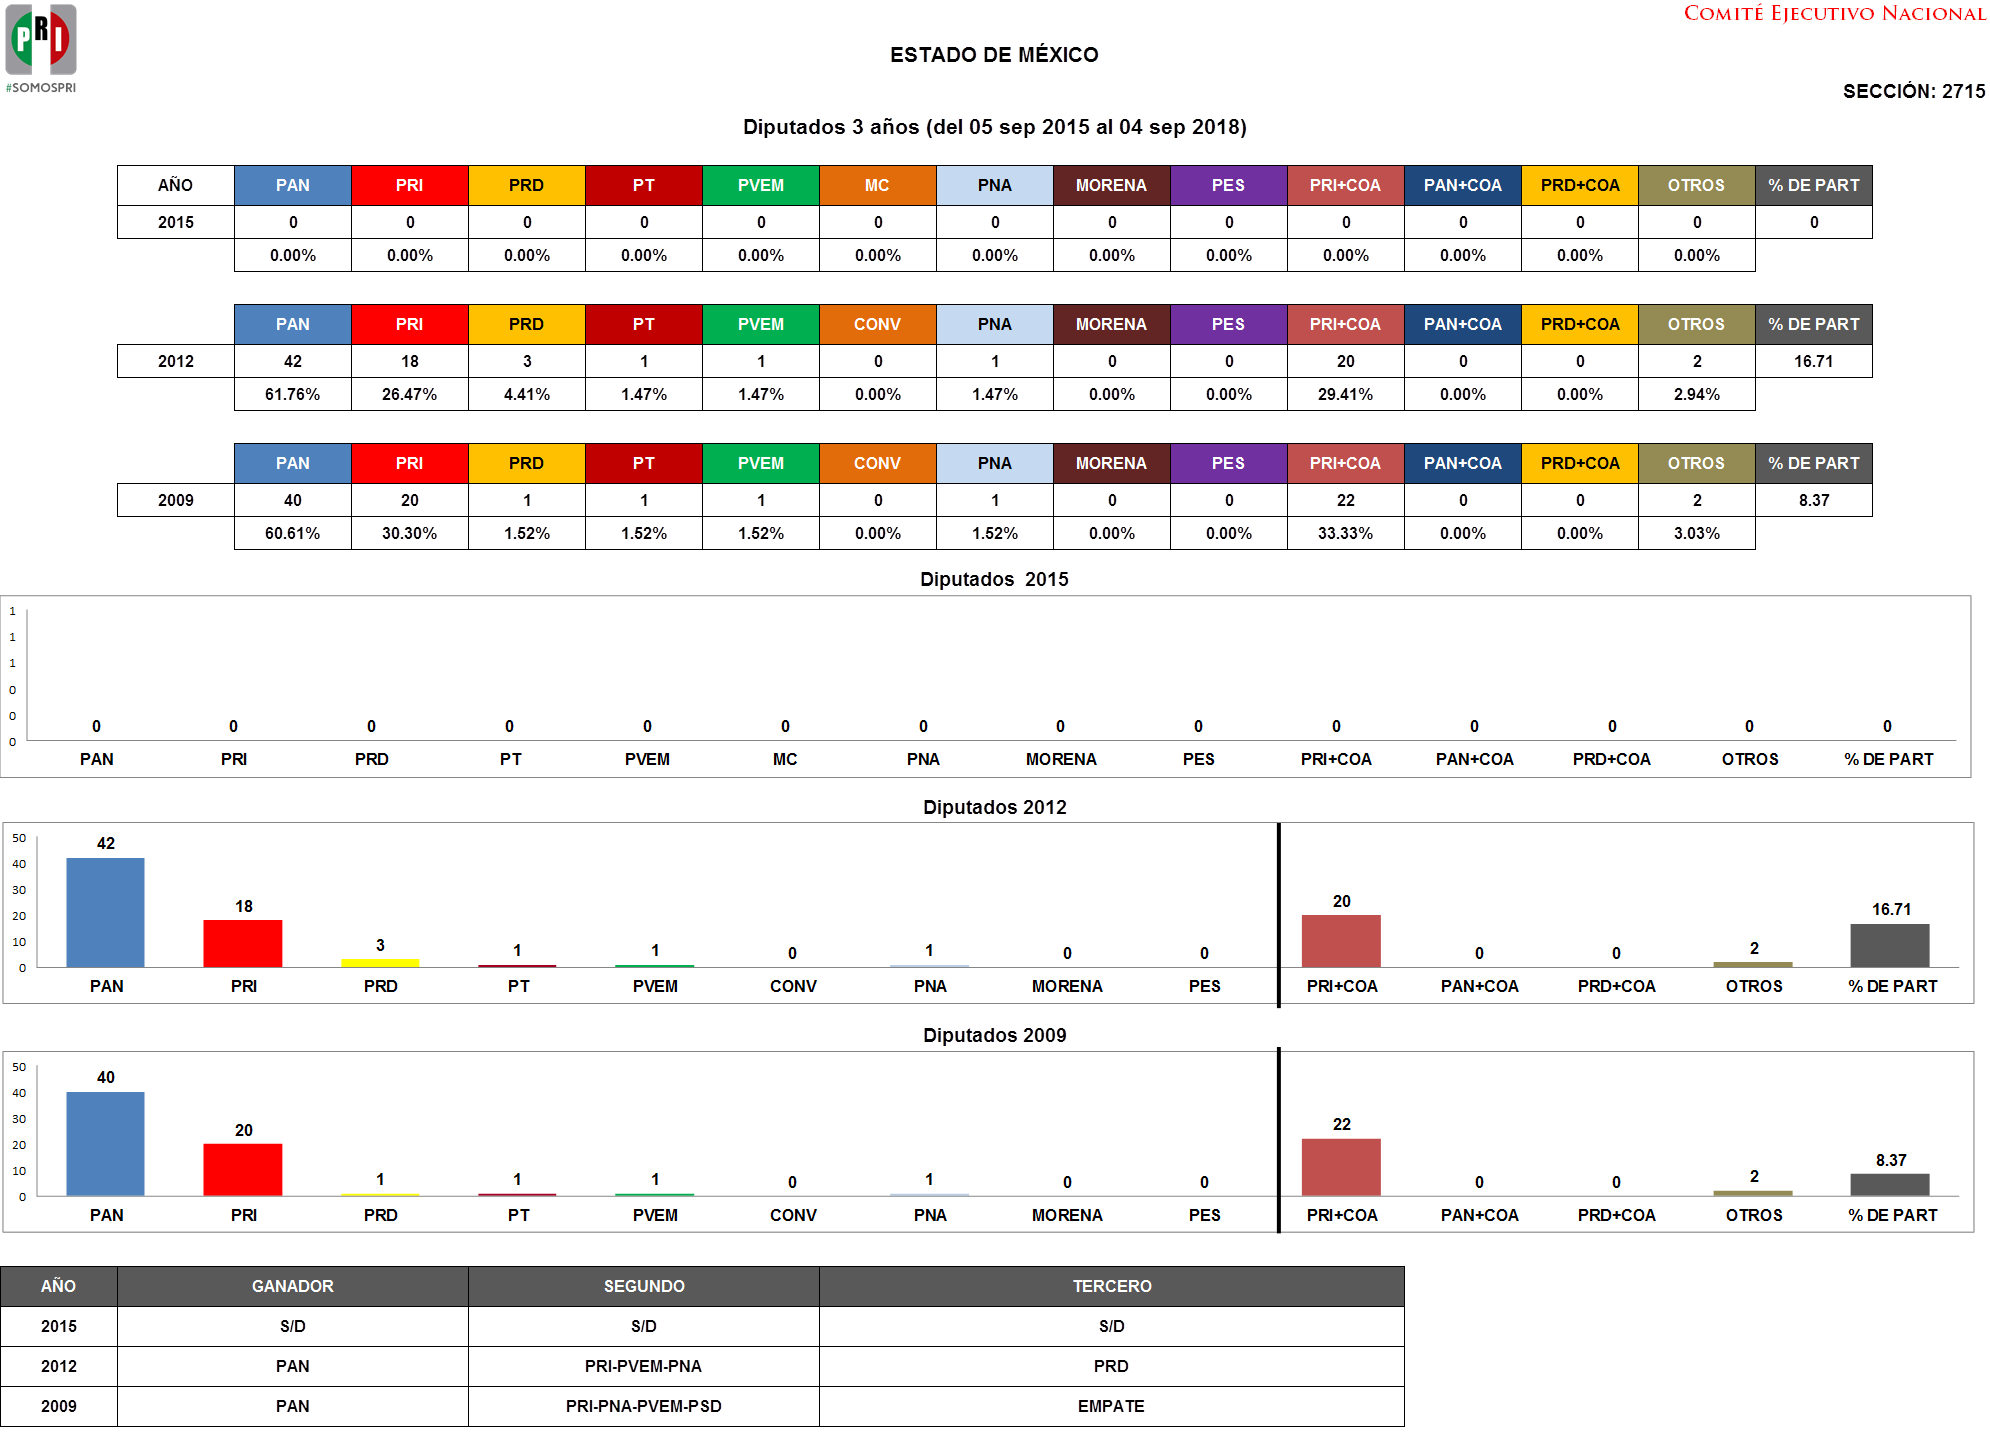 PRI
#SOMOSPRI
COMITÉ EJECUTIVO NACIONAL
ESTADO DE MÉXICO
SECCIÓN: 2715
Diputados 3 años (del 05 sep 2015 al 04 sep 2018)
AÑO PAN PRI PRD PT PVEM MC PNA MORENA PES PRI+COA PAN+COA PRD+COA OTROS % DE PART
2015 0 0 0 0 0 0 0 0 0 0 0 0 0 0
0.00% 0.00% 0.00% 0.00% 0.00% 0.00% 0.00% 0.00% 0.00% 0.00% 0.00% 0.00% 0.00%
PAN PRI PRD PT PVEM CONV PNA MORENA PES PRI+COA PAN+COA PRD+COA OTROS % DE PART
2012 42 18 3 1 1 0 1 0 0 20 0 0 2 16.71
61.76% 26.47% 4.41% 1.47% 1.47% 0.00% 1.47% 0.00% 0.00% 29.41% 0.00% 0.00% 2.94%
PAN PRI PRD PT PVEM CONV PNA MORENA PES PRI+COA PAN+COA PRD+COA OTROS % DE PART
2009 40 20 1 1 1 0 1 0 0 22 0 0 2 8.37
60.61% 30.30% 1.52% 1.52% 1.52% 0.00% 1.52% 0.00% 0.00% 33.33% 0.00% 0.00% 3.03%
Diputados 2015
1
1
1
0
0
0
0 0 0 0 0 0 0 0 0 0 0 0 0 0
PAN PRI PRD PT PVEM MC PNA MORENA PES PRI+COA PAN+COA PRD+COA OTROS % DE PART
Diputados 2012
50
40
30
20
10
0
42 18 3 1 1 0 1 0 0 20 0 0 2 16.71
PAN PRI PRD PT PVEM CONV PNA MORENA PES PRI+COA PAN+COA PRD+COA OTROS % DE PART
Diputados 2009
50
40
30
20
10
0
40 20 1 1 1 0 1 0 0 22 0 0 2 8.37
PAN PRI PRD PT PVEM CONV PNA MORENA PES PRI+COA PAN+COA PRD+COA OTROS % DE PART
AÑO GANADOR SEGUNDO TERCERO
2015 S/D S/D S/D
2012 PAN PRI-PVEM-PNA PRD
2009 PAN PRI-PNA-PVEM-PSD EMPATE